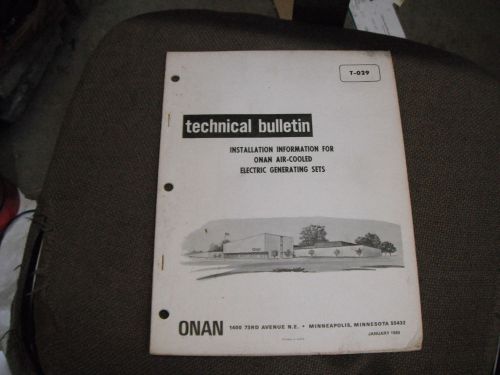 T-029
technical bulletin
INSTALLATION INFORMATION FOR
ONAN AIR-COOLED
ELECTRIC GENERATING SETS
ONAN 1400 73RD AVENUE N.E. • MINNEAPOLIS, MINNESOTA 55432
JANUARY